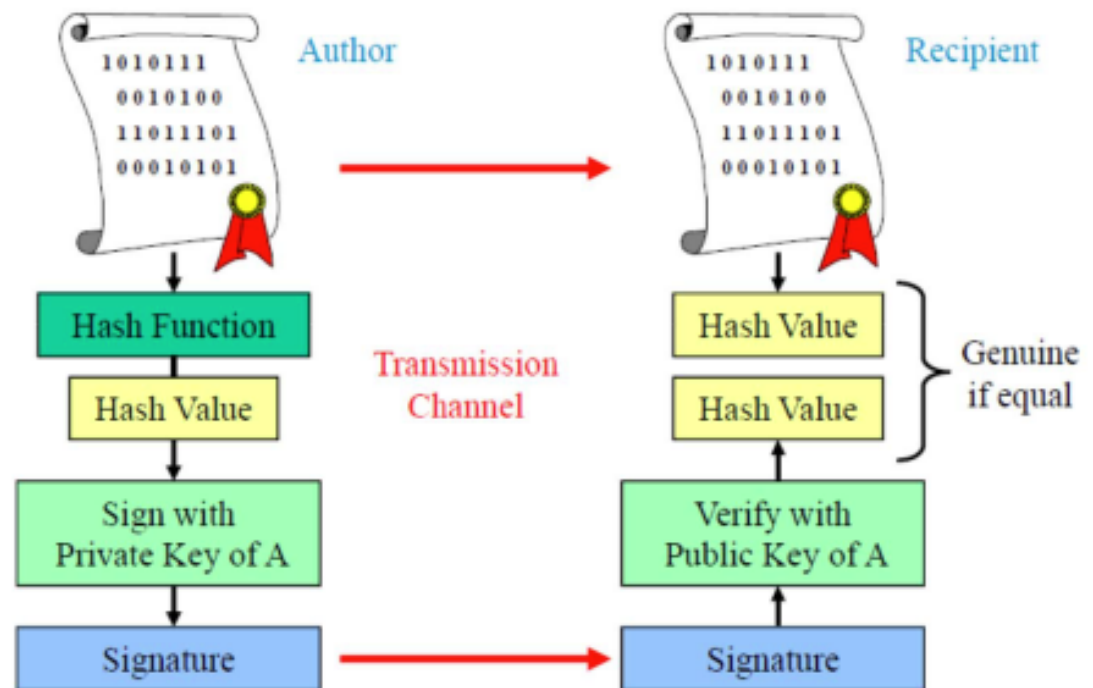 Author
1010111
0010100
11011101
00010101
Recipient
1010111
0010100
11011101
00010101
Hash Function
Hash Value
Sign with
Private Key of A
Signature
Transmission
Channel
Hash Value
Hash Value
Genuine
if equal
Verify with
Public Key of A
Signature